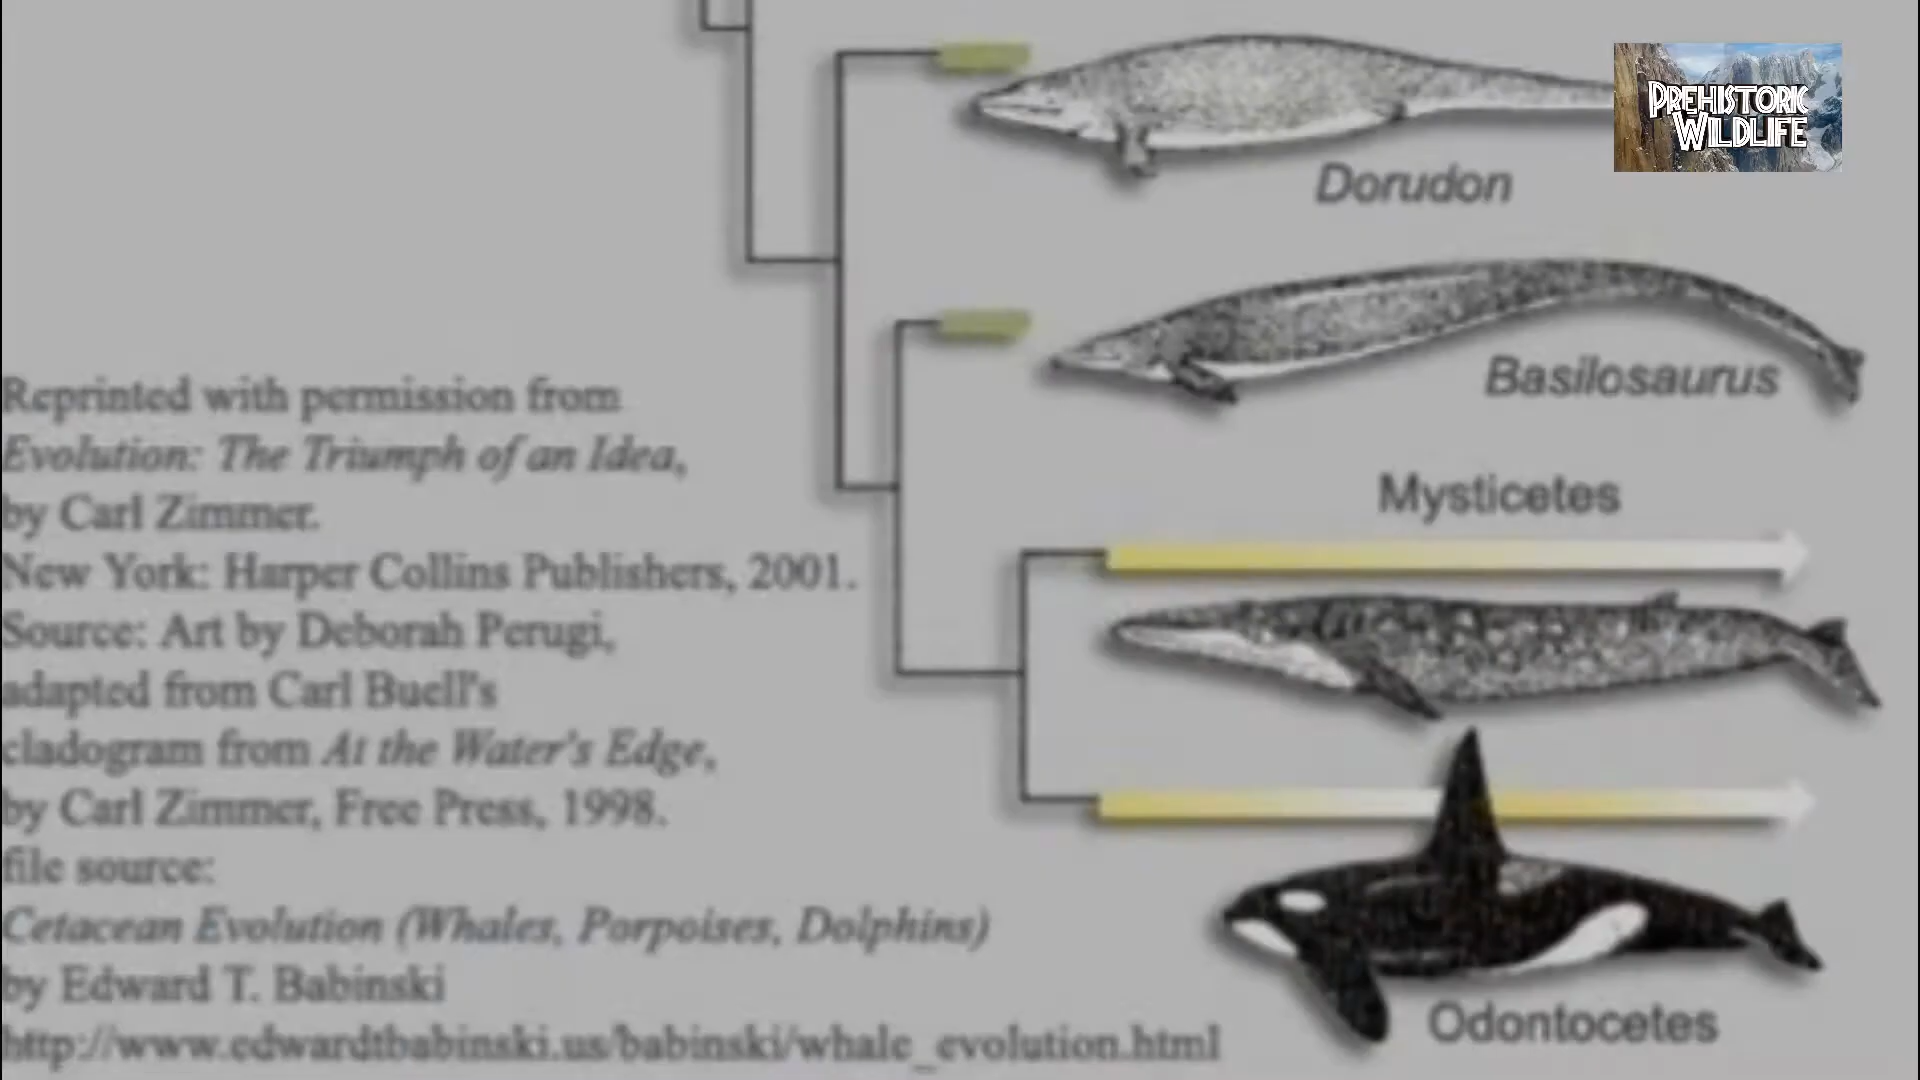 PREHISTORIC
WILDLIFE
Dorudon
Basilosaurus
Mysticetes
Odontocetes
Reprinted with permission from
Evolution: The Triumph of an Idea,
by Carl Zimmer.
New York: Harper Collins Publishers, 2001.
Source: Art by Deborah Perugi,
adapted from Carl Buell's
cladogram from At the Water's Edge,
by Carl Zimmer, Free Press, 1998.
file source:
Cetacean Evolution (Whales, Porpoises, Dolphins)
by Edward T. Babinski
http://www.edwardtbabinski.us/babinski/whale_evolution.html